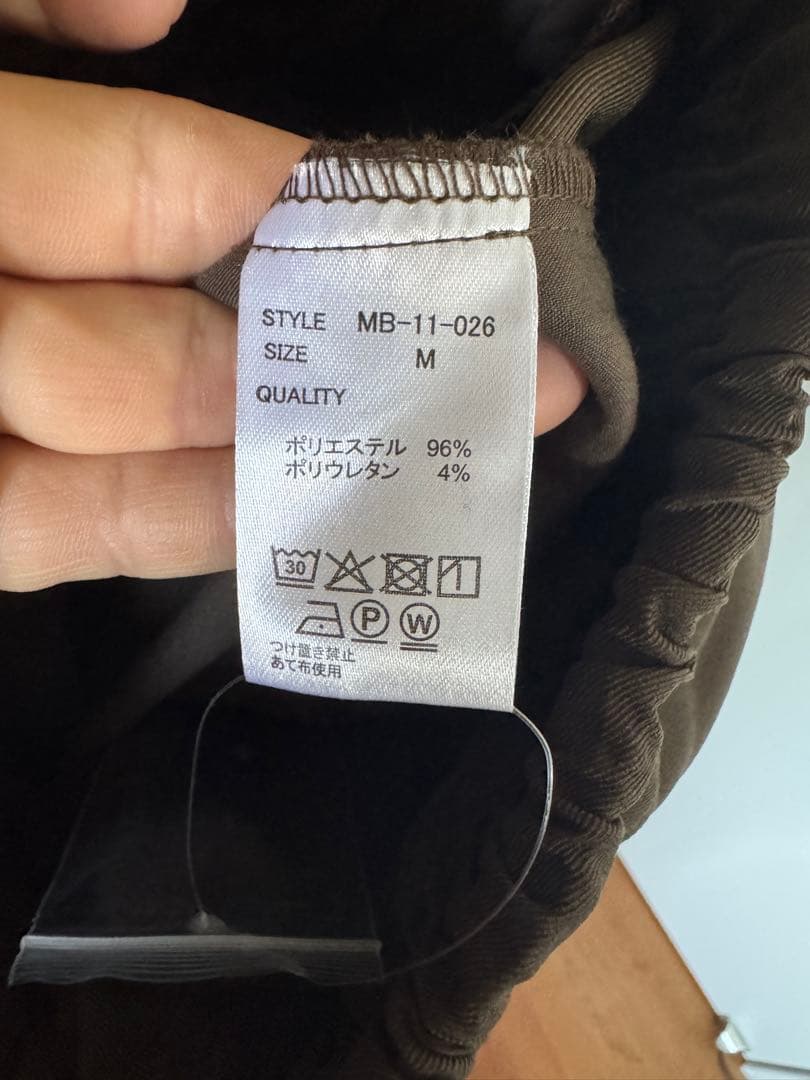 STYLE MB-11-026
SIZE M
QUALITY
ポリエステル 96%
ポリウレタン 4%
30
P W
つけ置き禁止
あて布使用